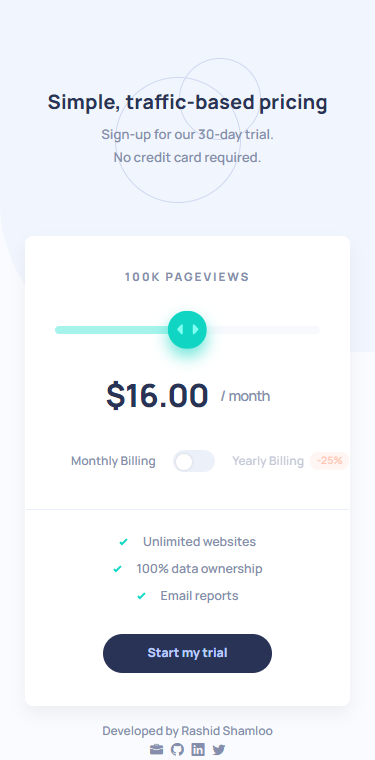 Simple, traffic-based pricing
Sign-up for our 30-day trial.
No credit card required.
100K PAGEVIEWS
$16.00 / month
Monthly Billing Yearly Billing -25%
Unlimited websites
100% data ownership
Email reports
Start my trial
Developed by Rashid Shamloo